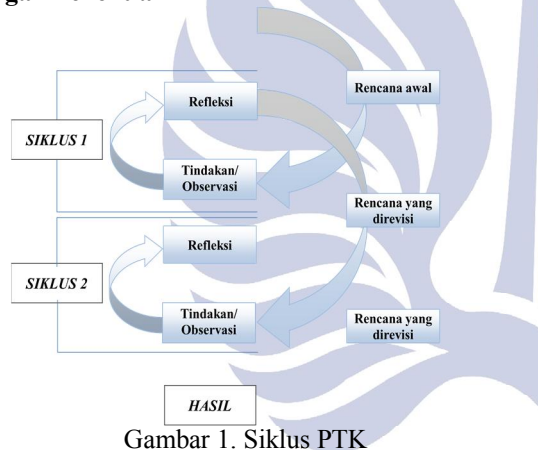 Rencana awal
Refleksi
SIKLUS 1
Tindakan/
Observasi
Rencana yang
direvisi
Refleksi
SIKLUS 2
Tindakan/
Observasi
Rencana yang
direvisi
HASIL
Gambar 1. Siklus PTK